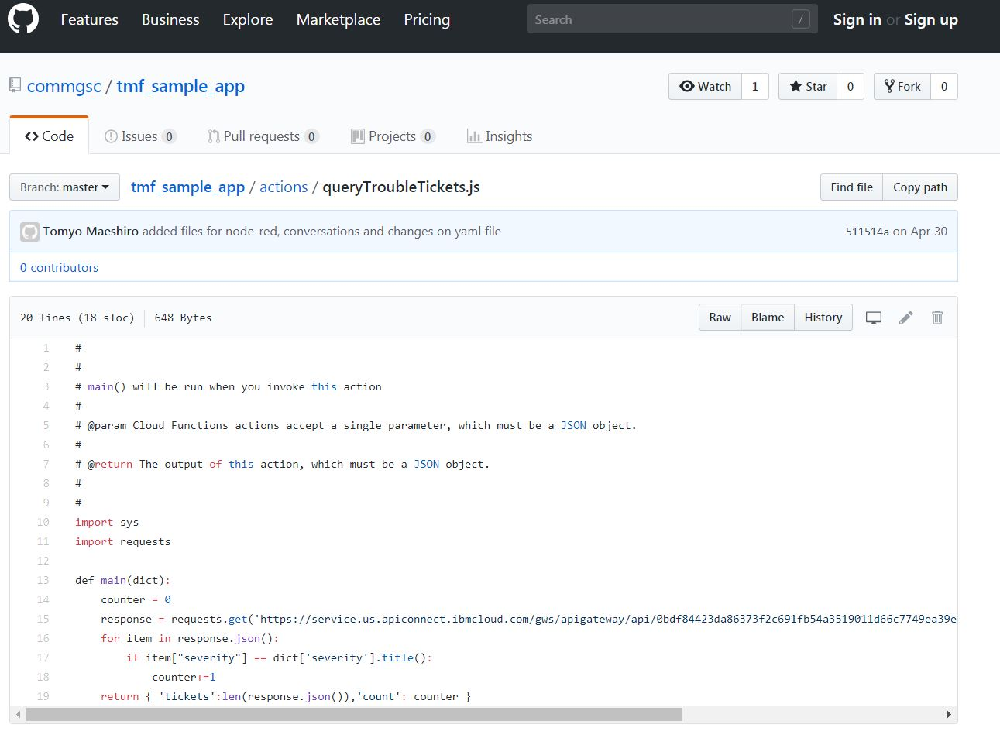 Features Business Explore Marketplace Pricing Search / Sign in or Sign up
commgsc / tmf_sample_app Watch 1 Star 0 Fork 0
Code Issues 0 Pull requests 0 Projects 0 Insights
Branch: master tmf_sample_app / actions / queryTroubleTickets.js Find file Copy path
Tomyo Maeshiro added files for node-red, conversations and changes on yaml file 511514a on Apr 30
0 contributors
20 lines (18 sloc) 648 Bytes Raw Blame History
1 #
2 #
3 # main() will be run when you invoke this action
4 #
5 # @param Cloud Functions actions accept a single parameter, which must be a JSON object.
6 #
7 # @return The output of this action, which must be a JSON object.
8 #
9 #
10 import sys
11 import requests
12
13 def main(dict):
14 counter = 0
15 response = requests.get('https://service.us.apiconnect.ibmcloud.com/gws/apigateway/api/0bdf84423da86373f2c691fb54a3519011d66c7749ea39e
16 for item in response.json():
17 if item["severity"] == dict['severity'].title():
18 counter+=1
19 return { 'tickets':len(response.json()),'count': counter }